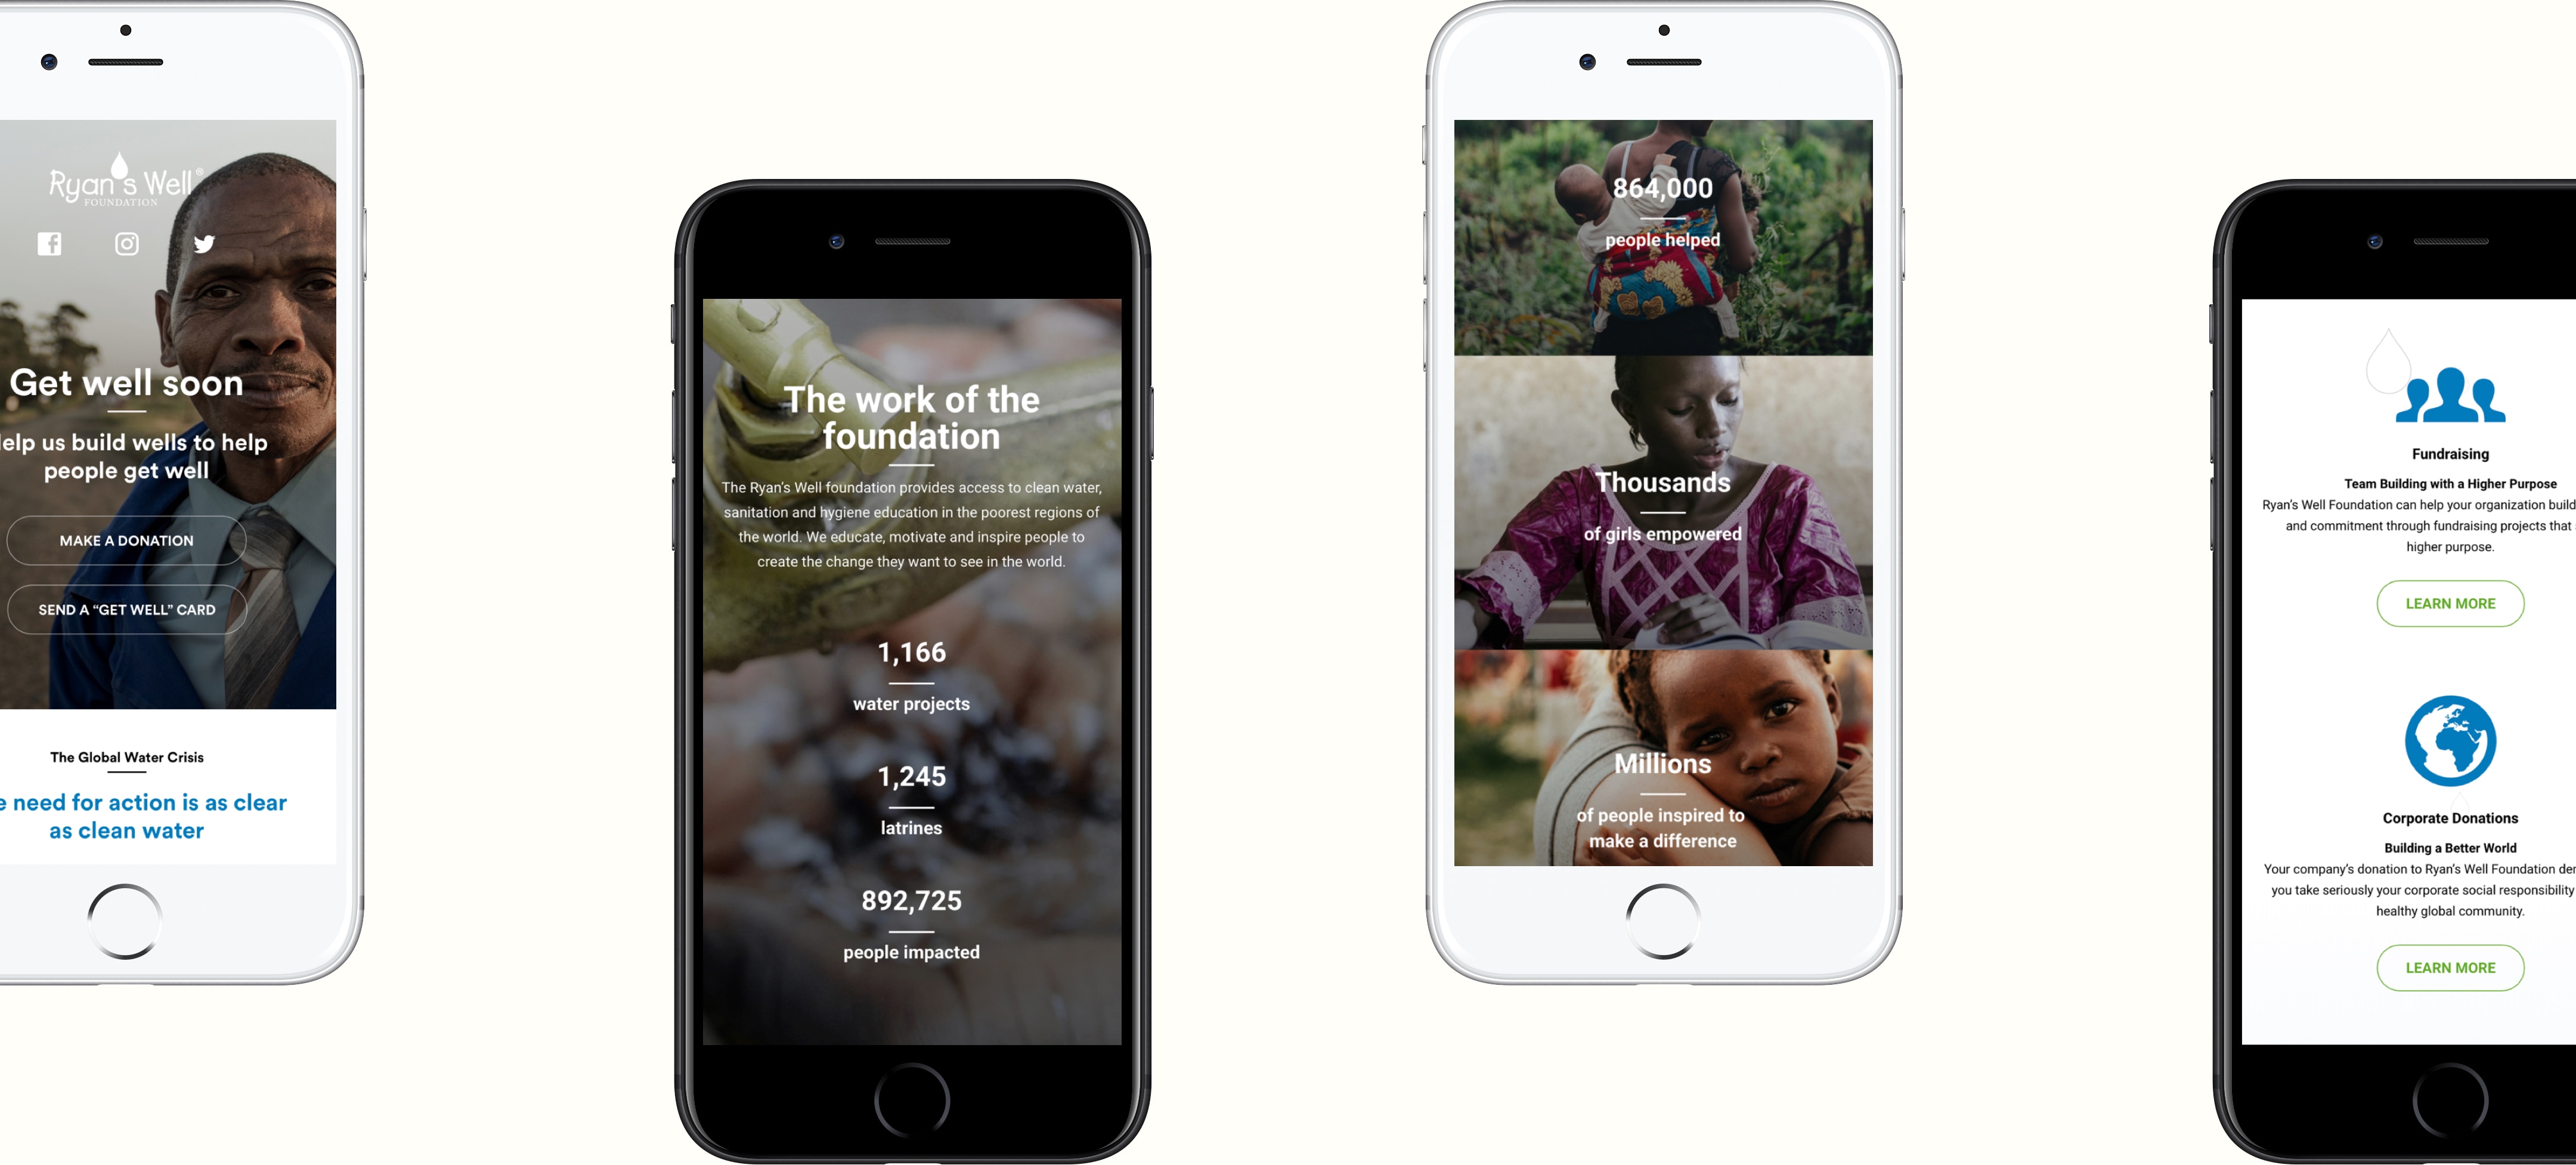 Ryan's Well®
FOUNDATION
Get well soon
elp us build wells to help
people get well
MAKE A DONATION
SEND A “GET WELL” CARD
The Global Water Crisis
e need for action is as clear
as clean water
The work of the
foundation
The Ryan’s Well foundation provides access to clean water,
sanitation and hygiene education in the poorest regions of
the world. We educate, motivate and inspire people to
create the change they want to see in the world.
1,166
water projects
1,245
latrines
892,725
people impacted
864,000
people helped
Thousands
of girls empowered
Millions
of people inspired to
make a difference
Fundraising
Team Building with a Higher Purpose
Ryan’s Well Foundation can help your organization build
and commitment through fundraising projects that
higher purpose.
LEARN MORE
Corporate Donations
Building a Better World
Your company’s donation to Ryan’s Well Foundation der
you take seriously your corporate social responsibility
healthy global community.
LEARN MORE